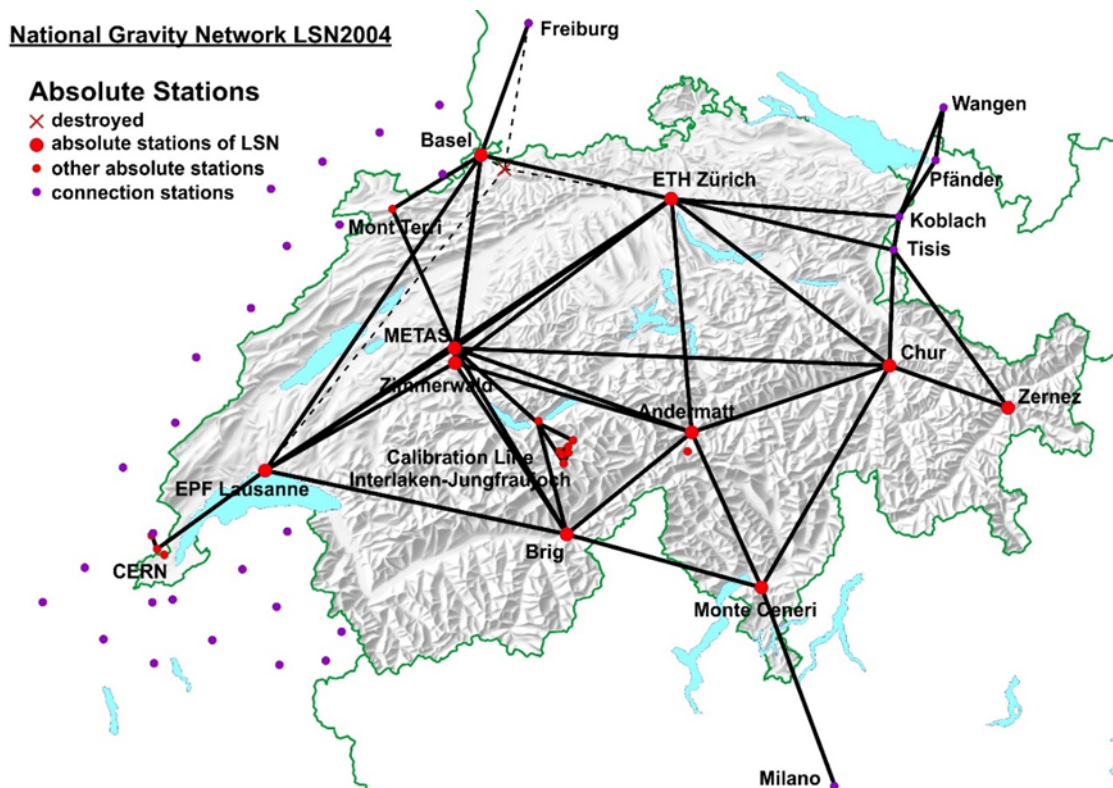 National Gravity Network LSN2004
Absolute Stations
destroyed
absolute stations of LSN
other absolute stations
connection stations
Freiburg
Wangen
Basel
ETH Zürich
Pfänder
Mont Terri
Koblach
Tisis
METAS
Chur
Zimmerwald
Zernez
Andermatt
Calibration Line
Interlaken-Jungfraujoch
EPF Lausanne
Brig
CERN
Monte Ceneri
Milano